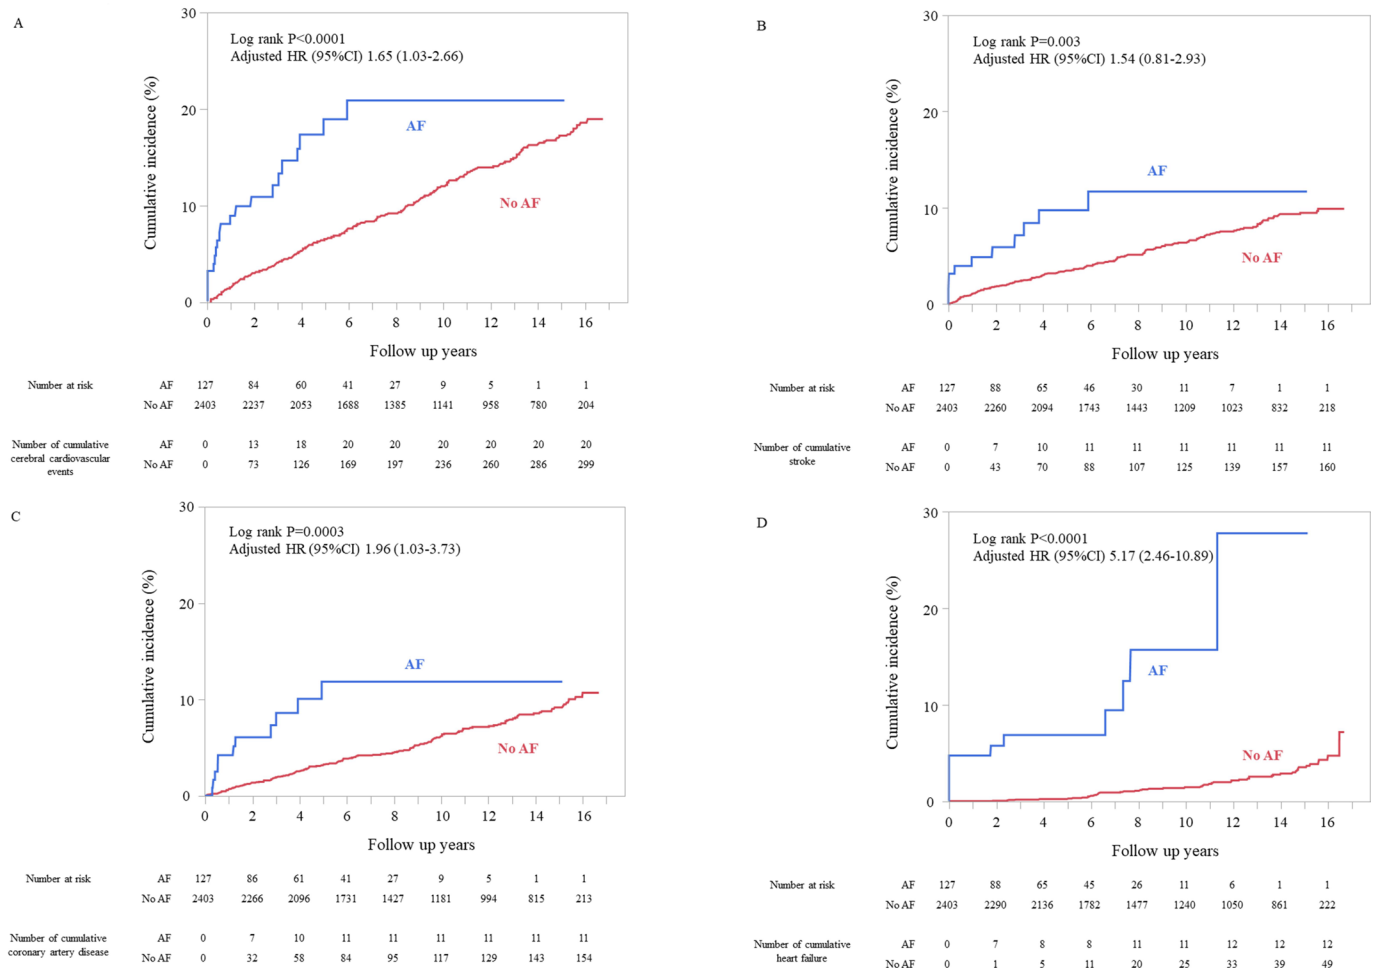 A
30
20
10
0
Cumulative incidence (%)
Log rank P<0.0001
Adjusted HR (95%CI) 1.65 (1.03-2.66)
AF
No AF
0 2 4 6 8 10 12 14 16
Follow up years
Number at risk AF 127 84 60 41 27 9 5 1 1
No AF 2403 2237 2053 1688 1385 1141 958 780 204
Number of cumulative
cerebral cardiovascular
events
AF 0 13 18 20 20 20 20 20 20
No AF 0 73 126 169 197 236 260 286 299
B
30
20
10
0
Cumulative incidence (%)
Log rank P=0.003
Adjusted HR (95%CI) 1.54 (0.81-2.93)
AF
No AF
0 2 4 6 8 10 12 14 16
Follow up years
Number at risk AF 127 88 65 46 30 11 7 1 1
No AF 2403 2260 2094 1743 1443 1209 1023 832 218
Number of cumulative
stroke
AF 0 7 10 11 11 11 11 11 11
No AF 0 43 70 88 107 125 139 157 160
C
30
20
10
0
Cumulative incidence (%)
Log rank P=0.0003
Adjusted HR (95%CI) 1.96 (1.03-3.73)
AF
No AF
0 2 4 6 8 10 12 14 16
Follow up years
Number at risk AF 127 86 61 41 27 9 5 1 1
No AF 2403 2266 2096 1731 1427 1181 994 815 213
Number of cumulative
coronary artery disease
AF 0 7 10 11 11 11 11 11 11
No AF 0 32 58 84 95 117 129 143 154
D
30
20
10
0
Cumulative incidence (%)
Log rank P<0.0001
Adjusted HR (95%CI) 5.17 (2.46-10.89)
AF
No AF
0 2 4 6 8 10 12 14 16
Follow up years
Number at risk AF 127 88 65 45 26 11 6 1 1
No AF 2403 2290 2136 1782 1477 1240 1050 861 222
Number of cumulative
heart failure
AF 0 7 8 8 11 11 12 12 12
No AF 0 1 5 11 20 25 33 39 49